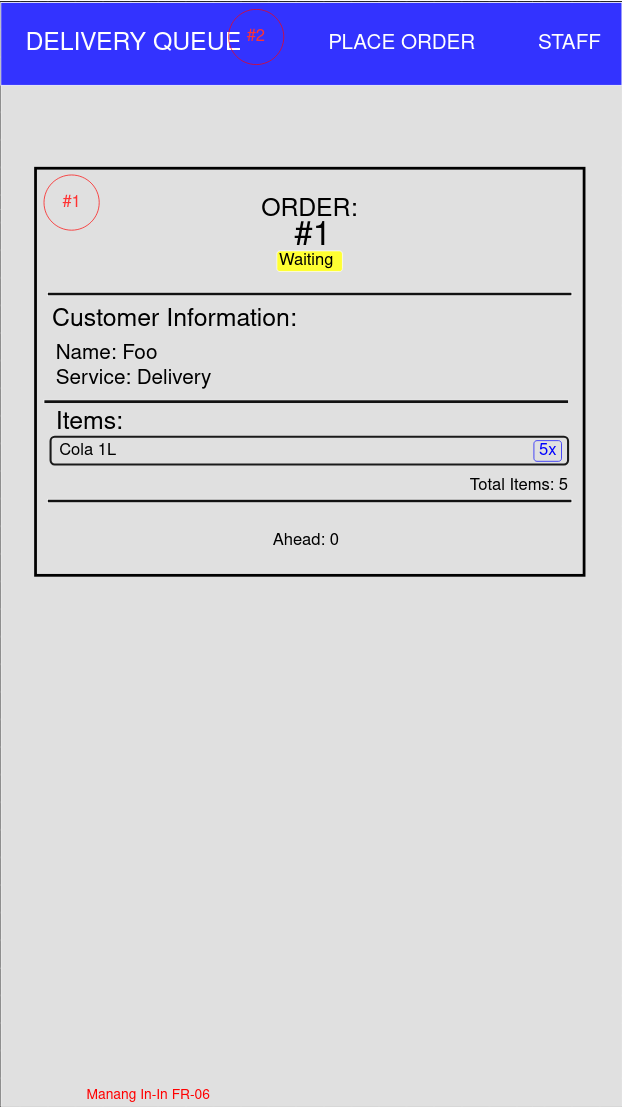 DELIVERY QUEUE #2 PLACE ORDER STAFF
#1
ORDER:
#1
Waiting
Customer Information:
Name: Foo
Service: Delivery
Items:
Cola 1L 5x
Total Items: 5
Ahead: 0
Manang In-In FR-06